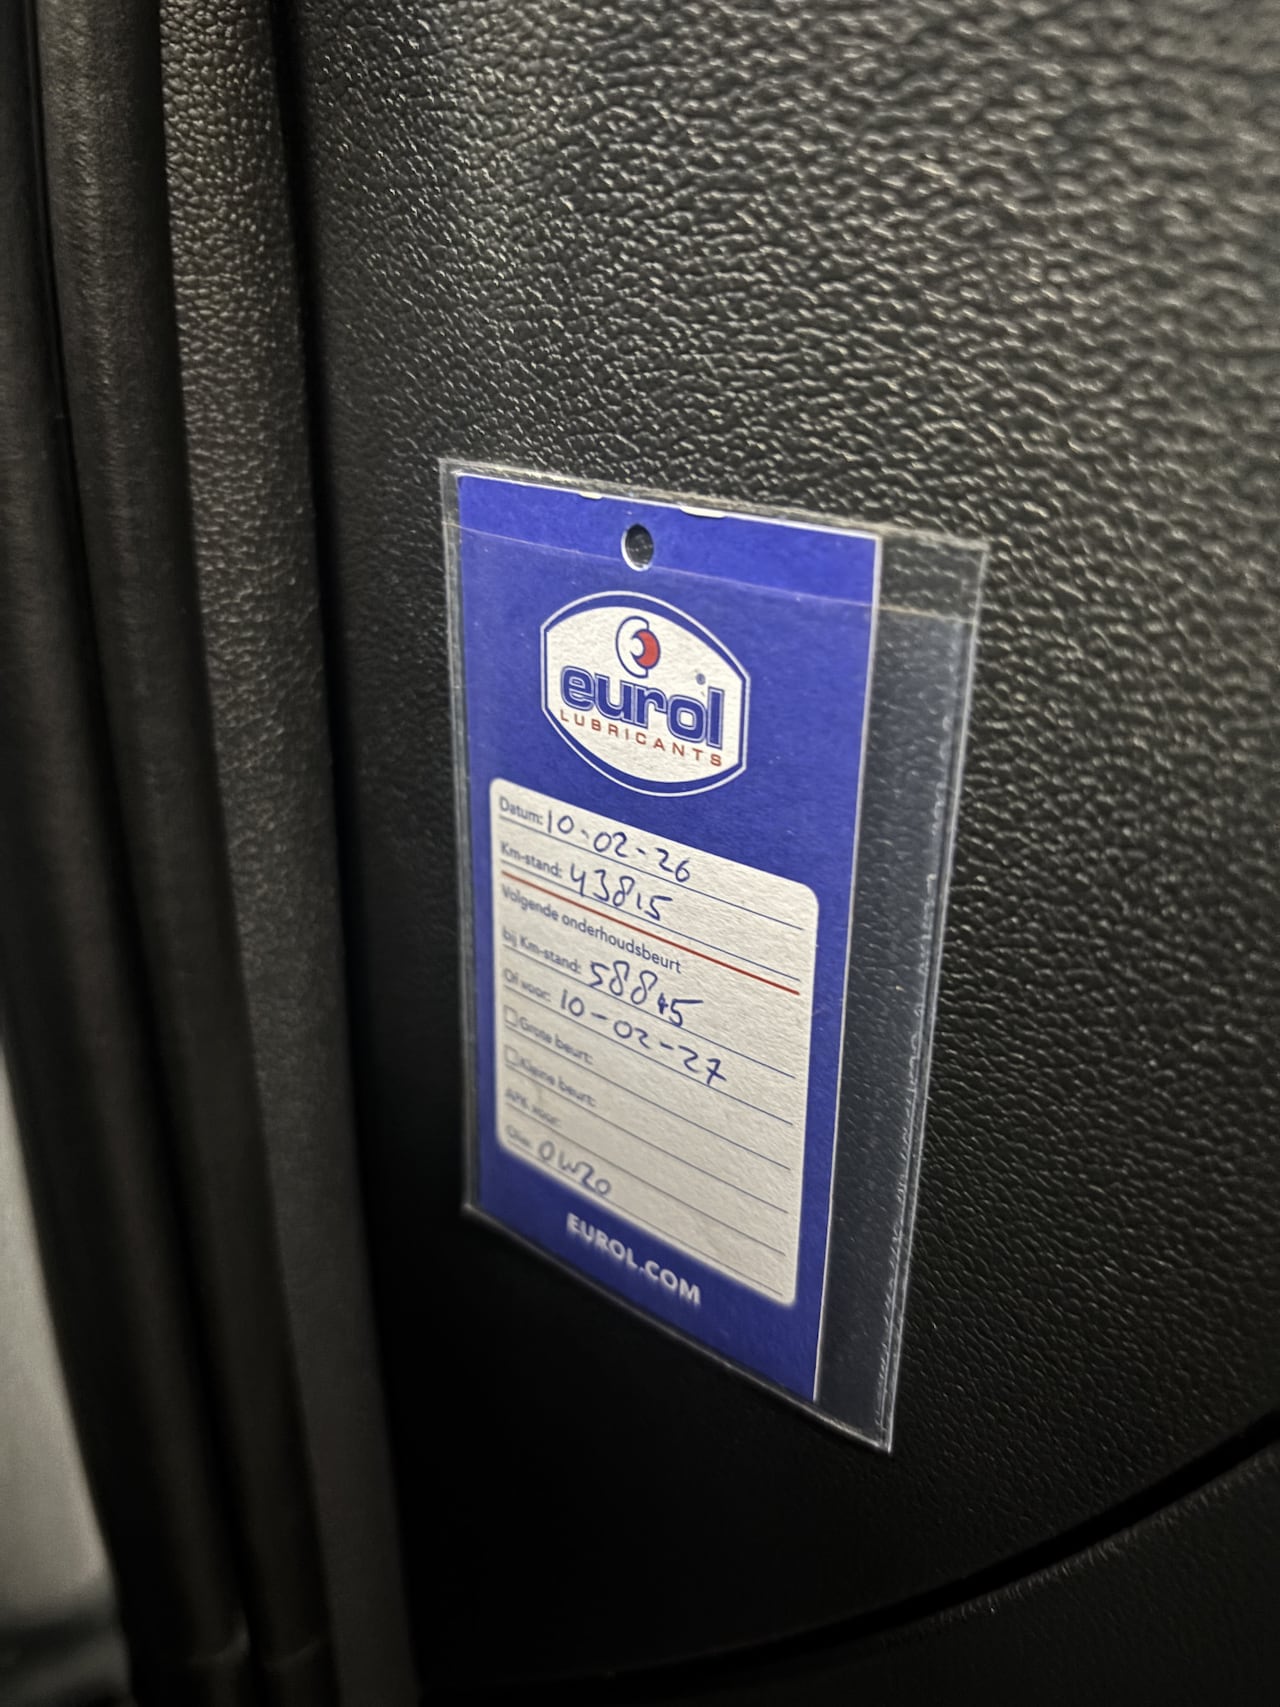 eurol
LUBRICANTS
Datum: 10-02-26
Km-stand: 43815
Volgende onderhoudsbeurt
bij Km-stand: 58815
Of voor: 10-02-27
Grote beurt:
Kleine beurt:
APK voor:
Olie: 0W20
EUROL.COM